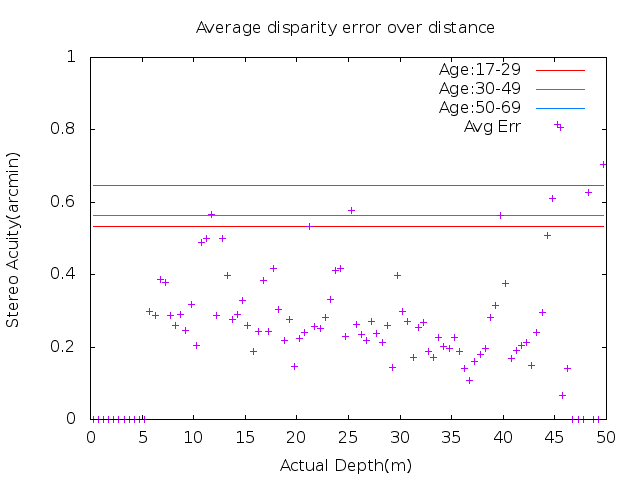 Average disparity error over distance
Age:17-29
Age:30-49
Age:50-69
Avg Err
1
0.8
0.6
0.4
0.2
0
Stereo Acuity(arcmin)
0 5 10 15 20 25 30 35 40 45 50
Actual Depth(m)